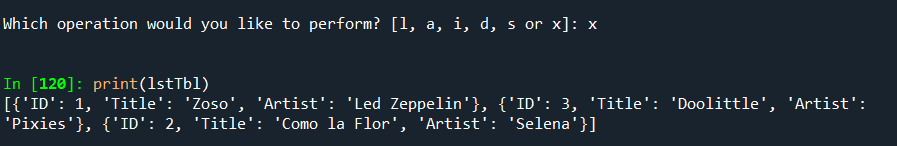 Which operation would you like to perform? [l, a, i, d, s or x]: x
In [120]: print(lstTbl)
[{'ID': 1, 'Title': 'Zoso', 'Artist': 'Led Zeppelin'}, {'ID': 3, 'Title': 'Doolittle', 'Artist':
'Pixies'}, {'ID': 2, 'Title': 'Como la Flor', 'Artist': 'Selena'}]